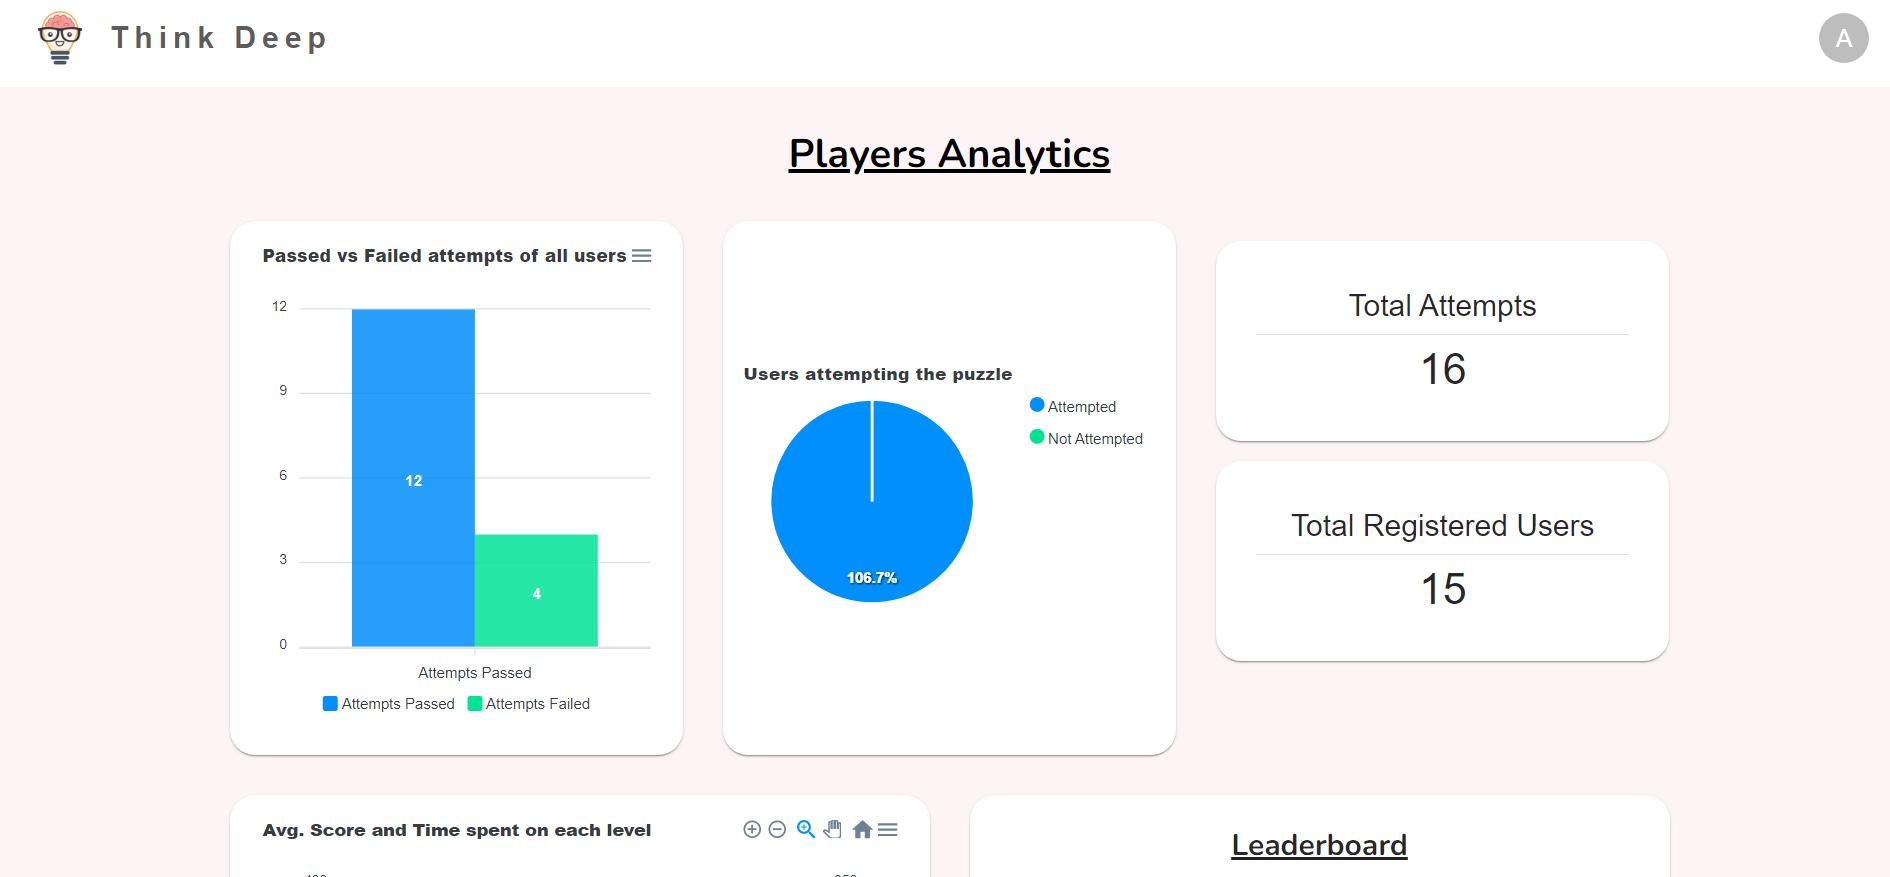 Think Deep
A
Players Analytics
Passed vs Failed attempts of all users
12
9
6
3
0
12
4
Attempts Passed
Attempts Passed
Attempts Failed
Users attempting the puzzle
Attempted
Not Attempted
106.7%
Total Attempts
16
Total Registered Users
15
Avg. Score and Time spent on each level
Leaderboard